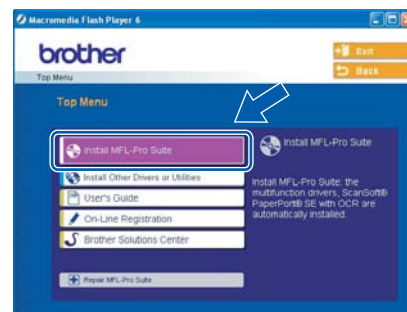 Macromedia Flash Player 6
brother
Exit
Back
Top Menu
Top Menu
Install MFL-Pro Suite
Install Other Drivers or Utilities
User's Guide
On-Line Registration
Brother Solutions Center
Repair MFL-Pro Suite
Install MFL-Pro Suite
Install MFL-Pro Suite: the
multifunction drivers, ScanSoft®
PaperPort® SE with OCR are
automatically installed.